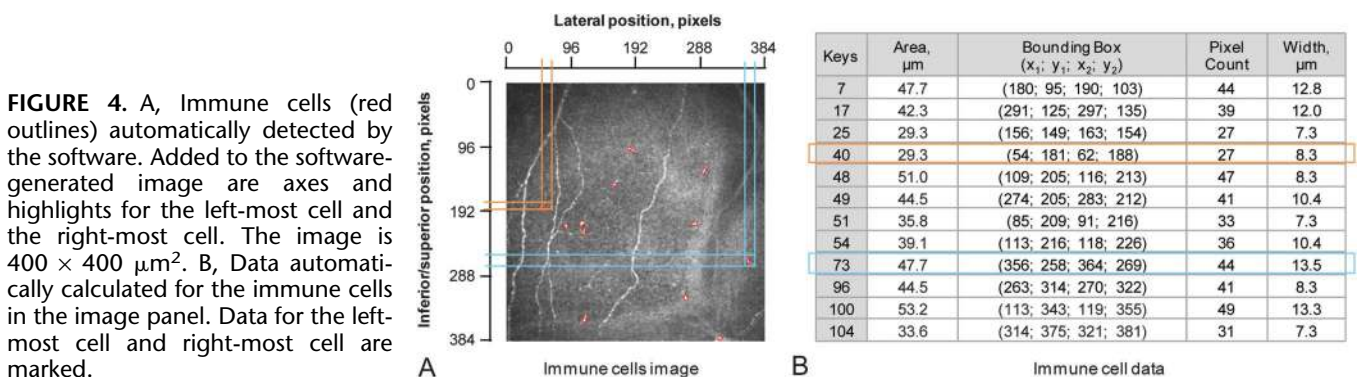 FIGURE 4. A, Immune cells (red
outlines) automatically detected by
the software. Added to the software-
generated image are axes and
highlights for the left-most cell and
the right-most cell. The image is
400 × 400 μm². B, Data automati-
cally calculated for the immune cells
in the image panel. Data for the left-
most cell and right-most cell are
marked.
Lateral position, pixels
0 96 192 288 384
Inferior/superior position, pixels
0
96
192
288
384
A Immune cells image
Keys Area, μm Bounding Box (x₁; y₁; x₂; y₂) Pixel Count Width, μm
7 47.7 (180; 95; 190; 103) 44 12.8
17 42.3 (291; 125; 297; 135) 39 12.0
25 29.3 (156; 149; 163; 154) 27 7.3
40 29.3 (54; 181; 62; 188) 27 8.3
48 51.0 (109; 205; 116; 213) 47 8.3
49 44.5 (274; 205; 283; 212) 41 10.4
51 35.8 (85; 209; 91; 216) 33 7.3
54 39.1 (113; 216; 118; 226) 36 10.4
73 47.7 (356; 258; 364; 269) 44 13.5
96 44.5 (263; 314; 270; 322) 41 8.3
100 53.2 (113; 343; 119; 355) 49 13.3
104 33.6 (314; 375; 321; 381) 31 7.3
B Immune cell data